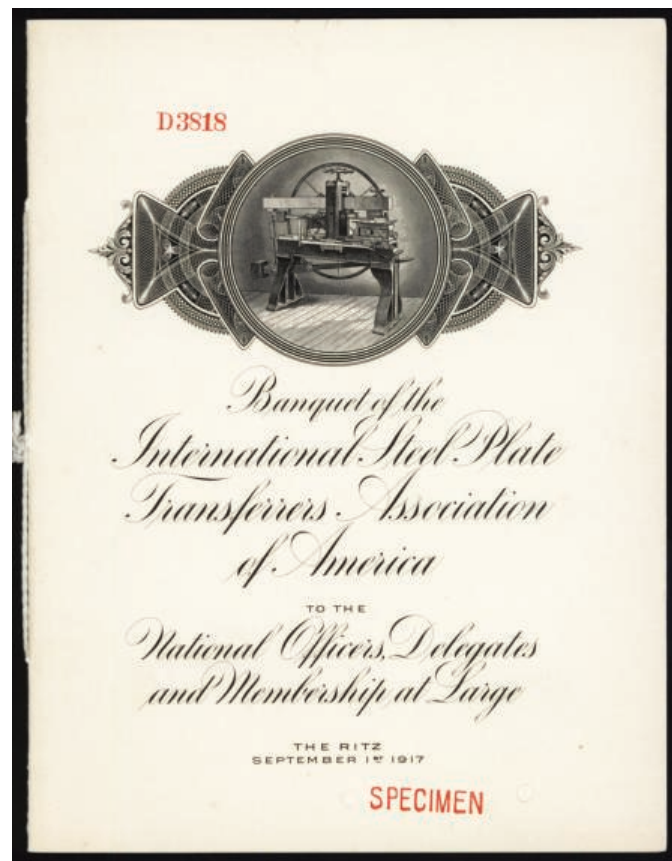 D3818
Banquet of the
International Steel Plate
Transferrers Association
of America
TO THE
National Officers, Delegates
and Membership at Large
THE RITZ
SEPTEMBER 1ST 1917
SPECIMEN